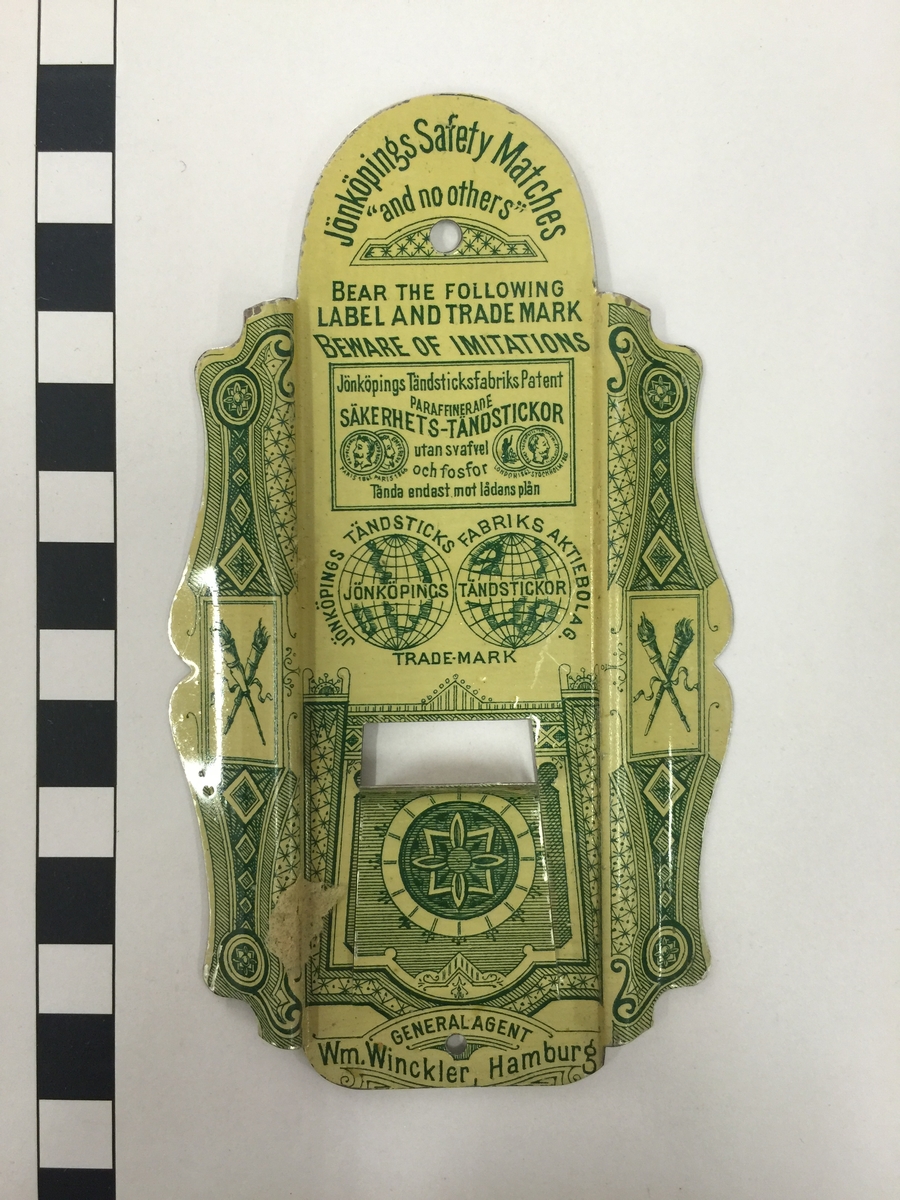 Jönköpings Safety Matches
"and no others"
BEAR THE FOLLOWING
LABEL AND TRADE MARK
BEWARE OF IMITATIONS
Jönköpings Tändsticksfabriks Patent
PARAFFINERADE
SÄKERHETS-TÄNDSTICKOR
utan svafvel
och fosfor
Tända endast mot lådans plån
JÖNKÖPINGS TÄNDSTICKS FABRIKS AKTIEBOLAG.
JÖNKÖPINGS TÄNDSTICKOR
TRADE-MARK
GENERALAGENT
Wm. Winckler, Hamburg